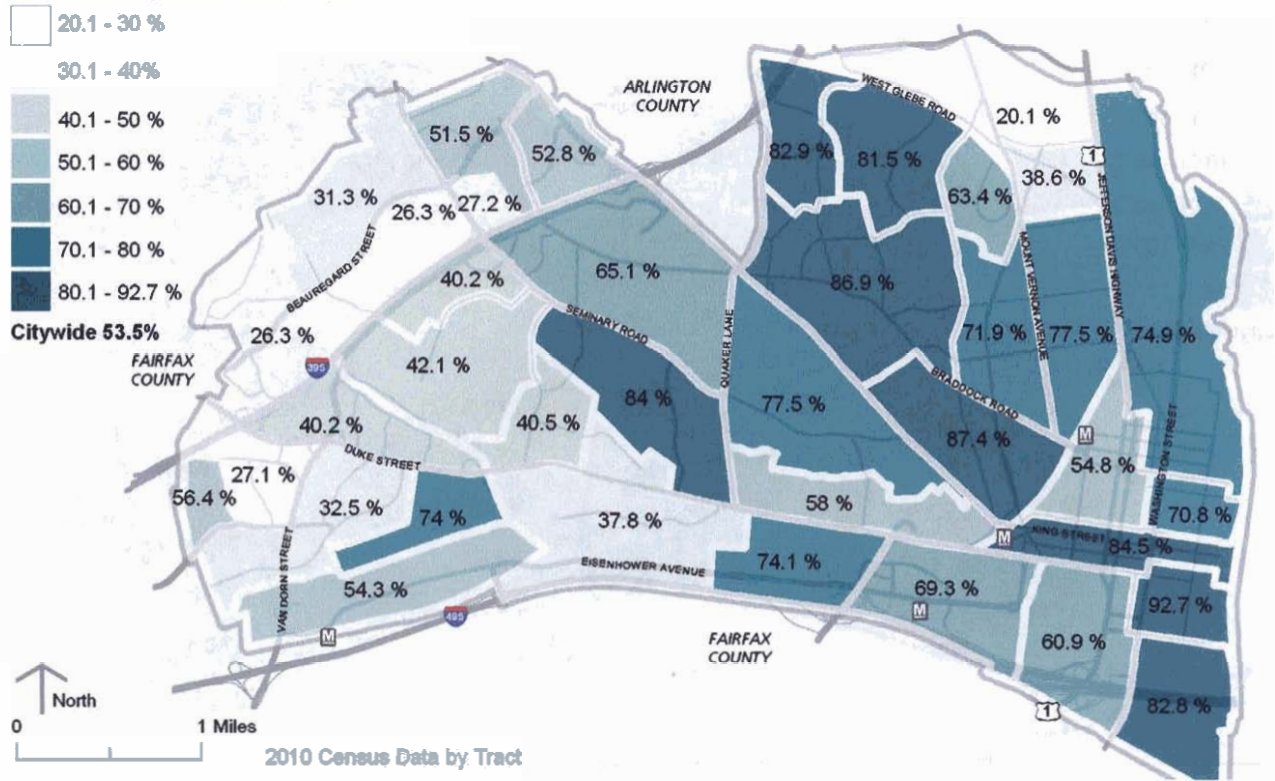 20.1 - 30 %
30.1 - 40%
40.1 - 50 %
50.1 - 60 %
60.1 - 70 %
70.1 - 80 %
80.1 - 92.7 %
Citywide 53.5%
FAIRFAX
COUNTY
ARLINGTON
COUNTY
WEST GLEBE ROAD
20.1 %
51.5 %
52.8 %
82.9 %
81.5 %
1
38.6 %
63.4 %
31.3 %
26.3 %
27.2 %
JEFFERSON DAVIS HIGHWAY
BEAUREGARD STREET
40.2 %
65.1 %
86.9 %
MOUNT VERNON AVENUE
26.3 %
SEMINARY ROAD
QUAKER LANE
71.9 %
77.5 %
74.9 %
395
42.1 %
84 %
77.5 %
BRADDOCK ROAD
40.2 %
40.5 %
87.4 %
M
54.8 %
WASHINGTON STREET
DUKE STREET
27.1 %
56.4 %
32.5 %
74 %
37.8 %
58 %
70.8 %
M
KING STREET
84.5 %
VAN DORN STREET
EISENHOWER AVENUE
74.1 %
54.3 %
69.3 %
92.7 %
M
495
M
60.9 %
FAIRFAX
COUNTY
82.8 %
1
North
0
1 Miles
2010 Census Data by Tract